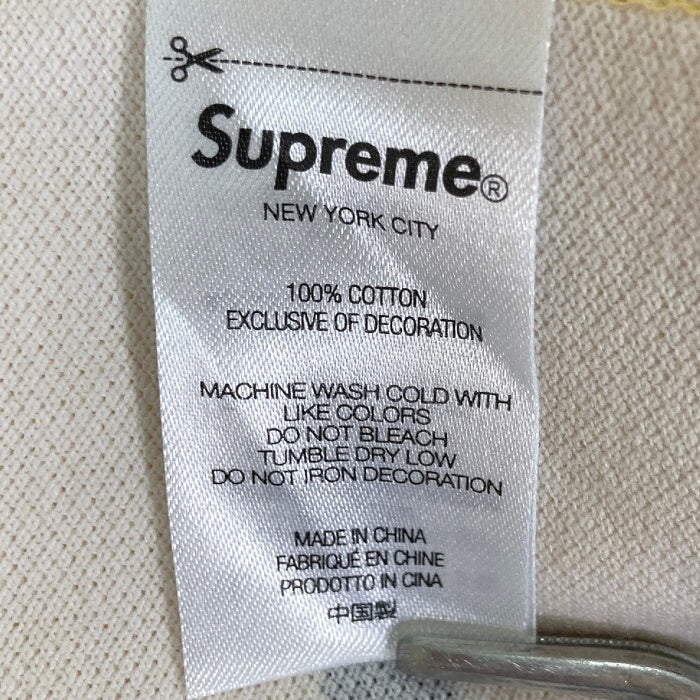 Supreme®
NEW YORK CITY
100% COTTON
EXCLUSIVE OF DECORATION
MACHINE WASH COLD WITH
LIKE COLORS
DO NOT BLEACH
TUMBLE DRY LOW
DO NOT IRON DECORATION
MADE IN CHINA
FABRIQUÉ EN CHINE
PRODOTTO IN CINA
中国製